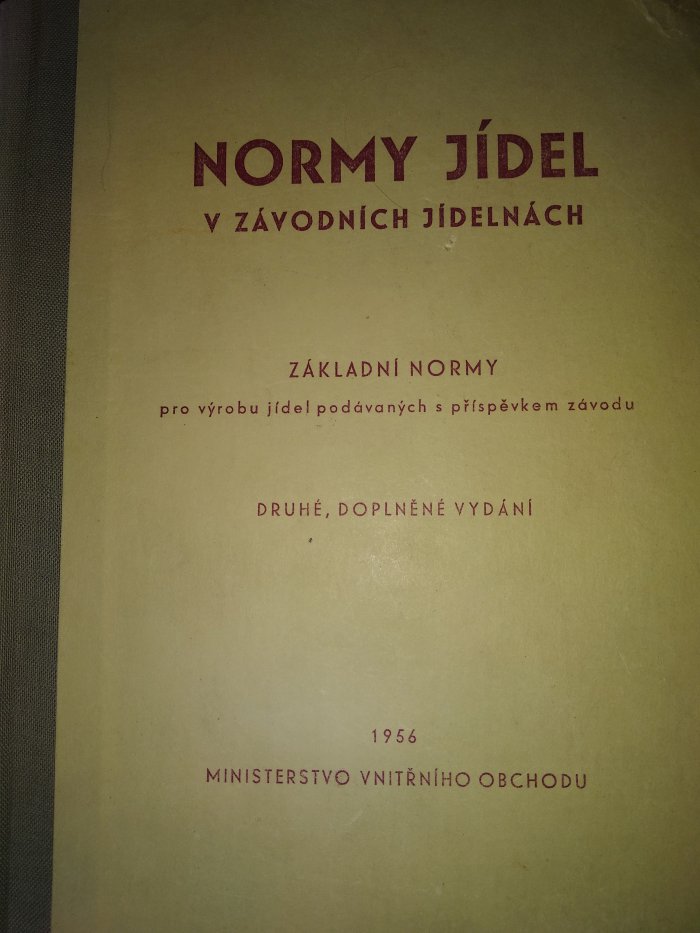 NORMY JÍDEL
V ZÁVODNÍCH JÍDELNÁCH
ZÁKLADNÍ NORMY
pro výrobu jídel podávaných s příspěvkem závodu
DRUHÉ, DOPLNĚNÉ VYDÁNÍ
1956
MINISTERSTVO VNITŘNÍHO OBCHODU